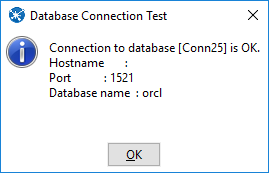 Database Connection Test
Connection to database [Conn25] is OK.
Hostname :
Port : 1521
Database name : orcl
OK